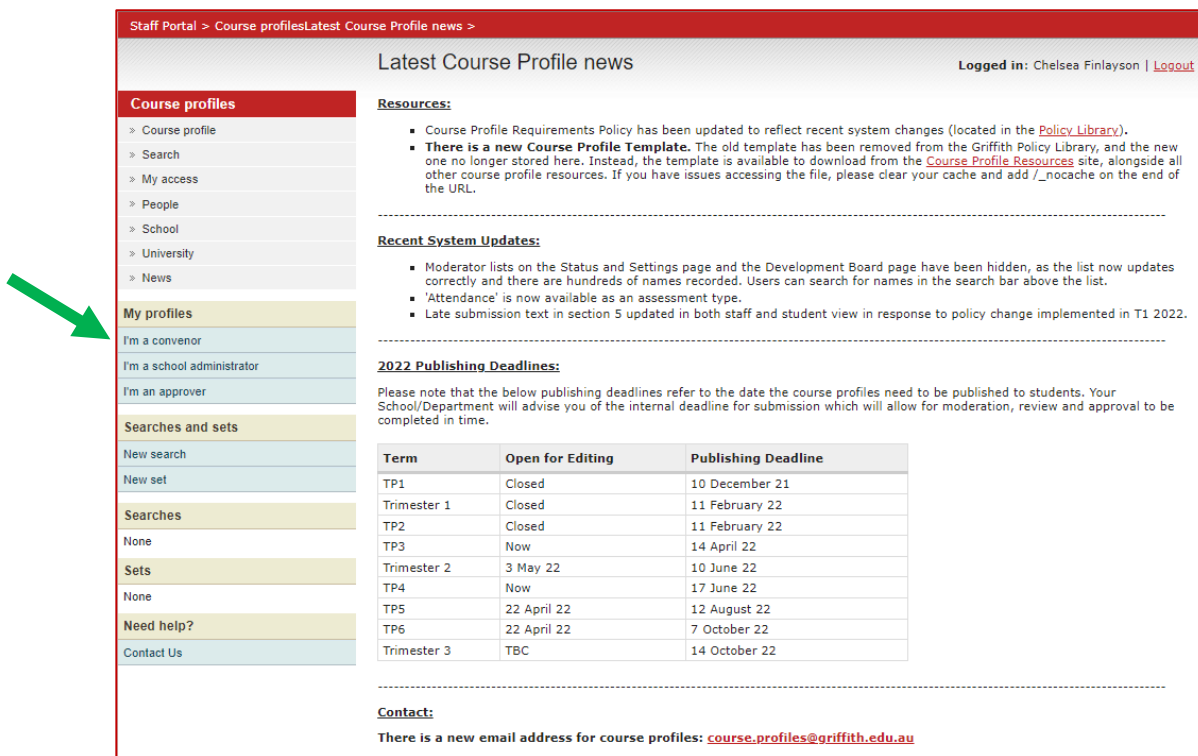 Staff Portal > Course profilesLatest Course Profile news >
Latest Course Profile news
Logged in: Chelsea Finlayson | Logout
Course profiles
» Course profile
» Search
» My access
» People
» School
» University
» News
My profiles
I'm a convenor
I'm a school administrator
I'm an approver
Searches and sets
New search
New set
Searches
None
Sets
None
Need help?
Contact Us
Resources:
▪ Course Profile Requirements Policy has been updated to reflect recent system changes (located in the Policy Library).
▪ There is a new Course Profile Template. The old template has been removed from the Griffith Policy Library, and the new
one no longer stored here. Instead, the template is available to download from the Course Profile Resources site, alongside all
other course profile resources. If you have issues accessing the file, please clear your cache and add /_nocache on the end of
the URL.
Recent System Updates:
▪ Moderator lists on the Status and Settings page and the Development Board page have been hidden, as the list now updates
correctly and there are hundreds of names recorded. Users can search for names in the search bar above the list.
▪ 'Attendance' is now available as an assessment type.
▪ Late submission text in section 5 updated in both staff and student view in response to policy change implemented in T1 2022.
2022 Publishing Deadlines:
Please note that the below publishing deadlines refer to the date the course profiles need to be published to students. Your
School/Department will advise you of the internal deadline for submission which will allow for moderation, review and approval to be
completed in time.
Term Open for Editing Publishing Deadline
TP1 Closed 10 December 21
Trimester 1 Closed 11 February 22
TP2 Closed 11 February 22
TP3 Now 14 April 22
Trimester 2 3 May 22 10 June 22
TP4 Now 17 June 22
TP5 22 April 22 12 August 22
TP6 22 April 22 7 October 22
Trimester 3 TBC 14 October 22
Contact:
There is a new email address for course profiles: course.profiles@griffith.edu.au